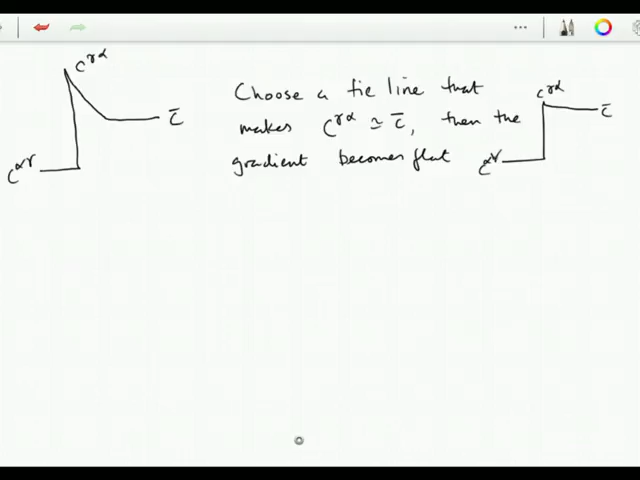 c^γα
c̄
c^αγ
Choose a tie line that
makes c^γα ≃ c̄, then the
gradient becomes flat
c^γα
c̄
c^αγ